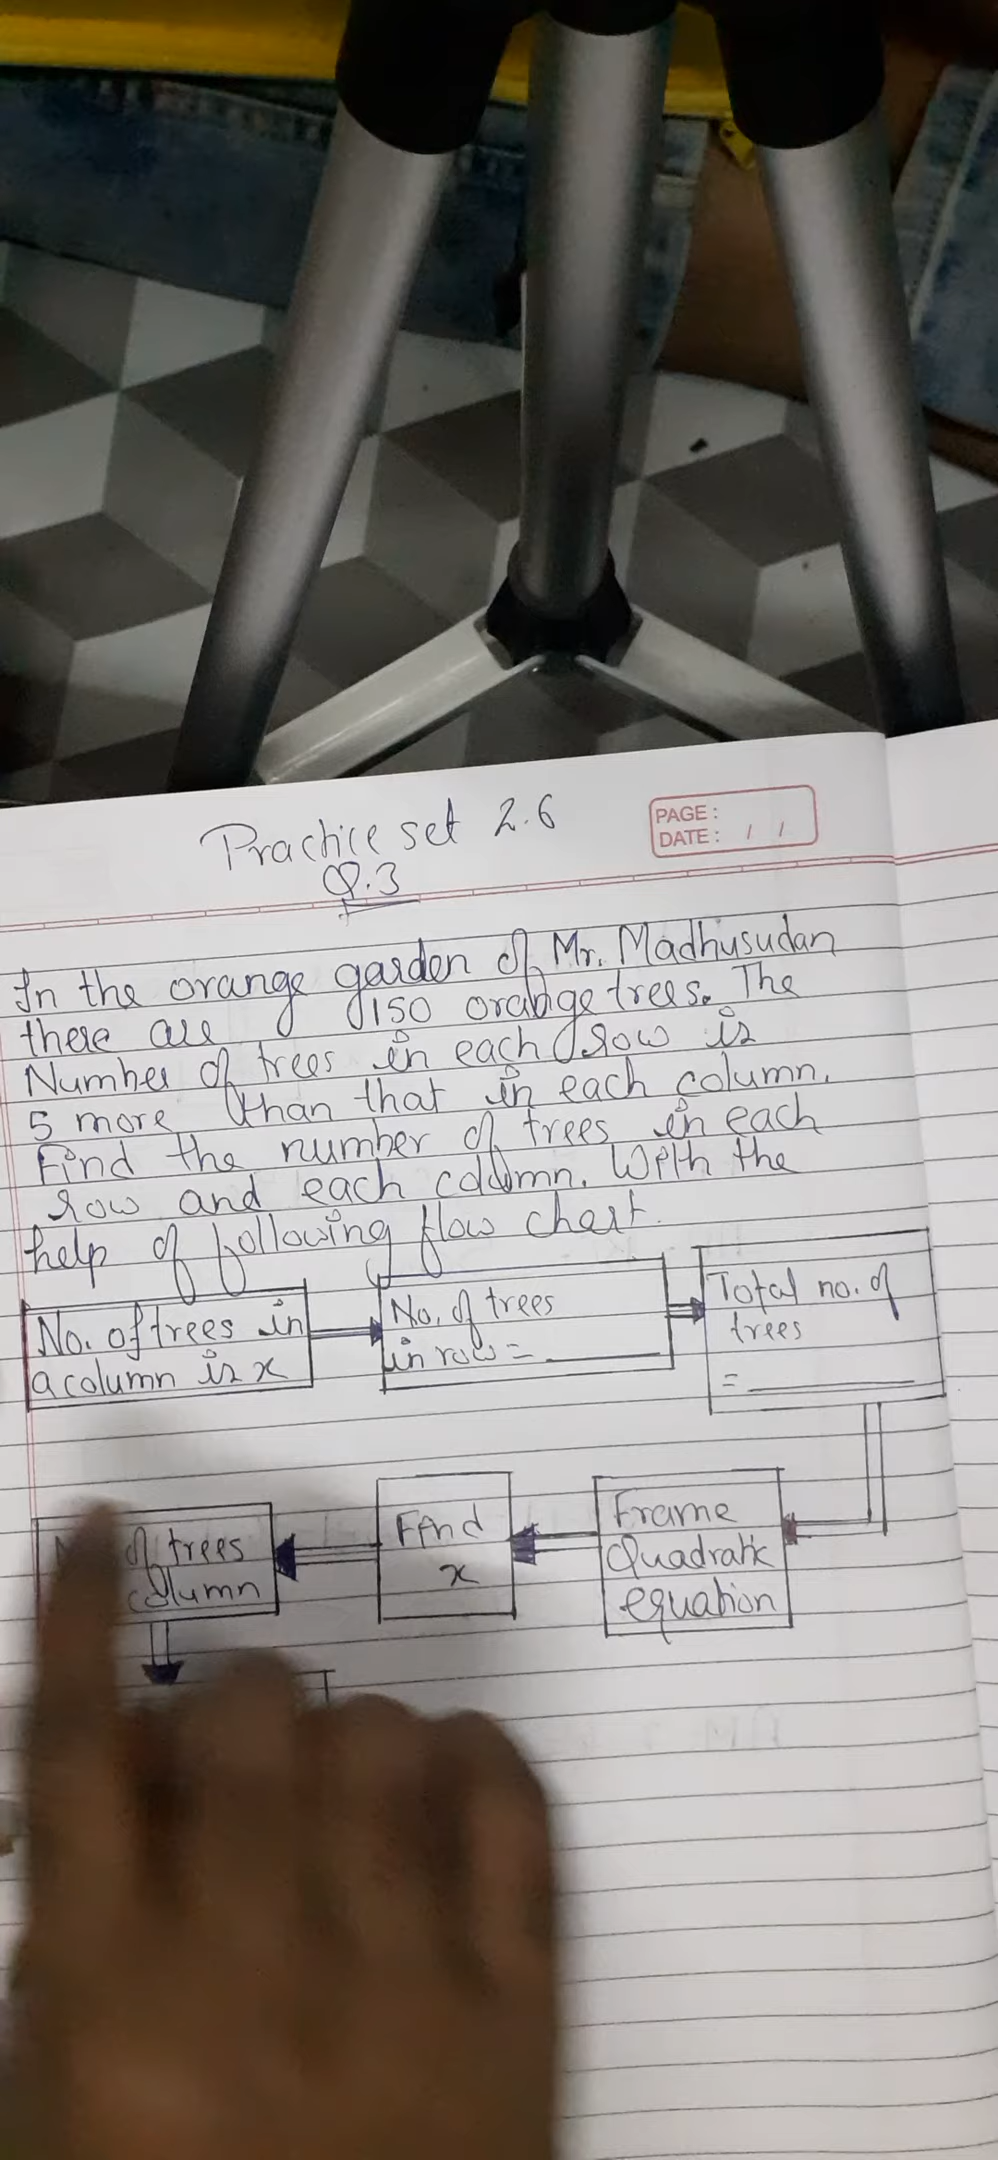 Practice set 2.6
Q.3
PAGE :
DATE : / /
In the orange garden of Mr. Madhusudan
there are 150 orange trees. The
Number of trees in each row is
5 more than that in each column.
Find the number of trees in each
row and each column. With the
help of following flow chart.
No. of trees in
a column is x
No. of trees
in row =
Total no. of
trees
=
Frame
Quadratic
equation
Find
x
of trees
column